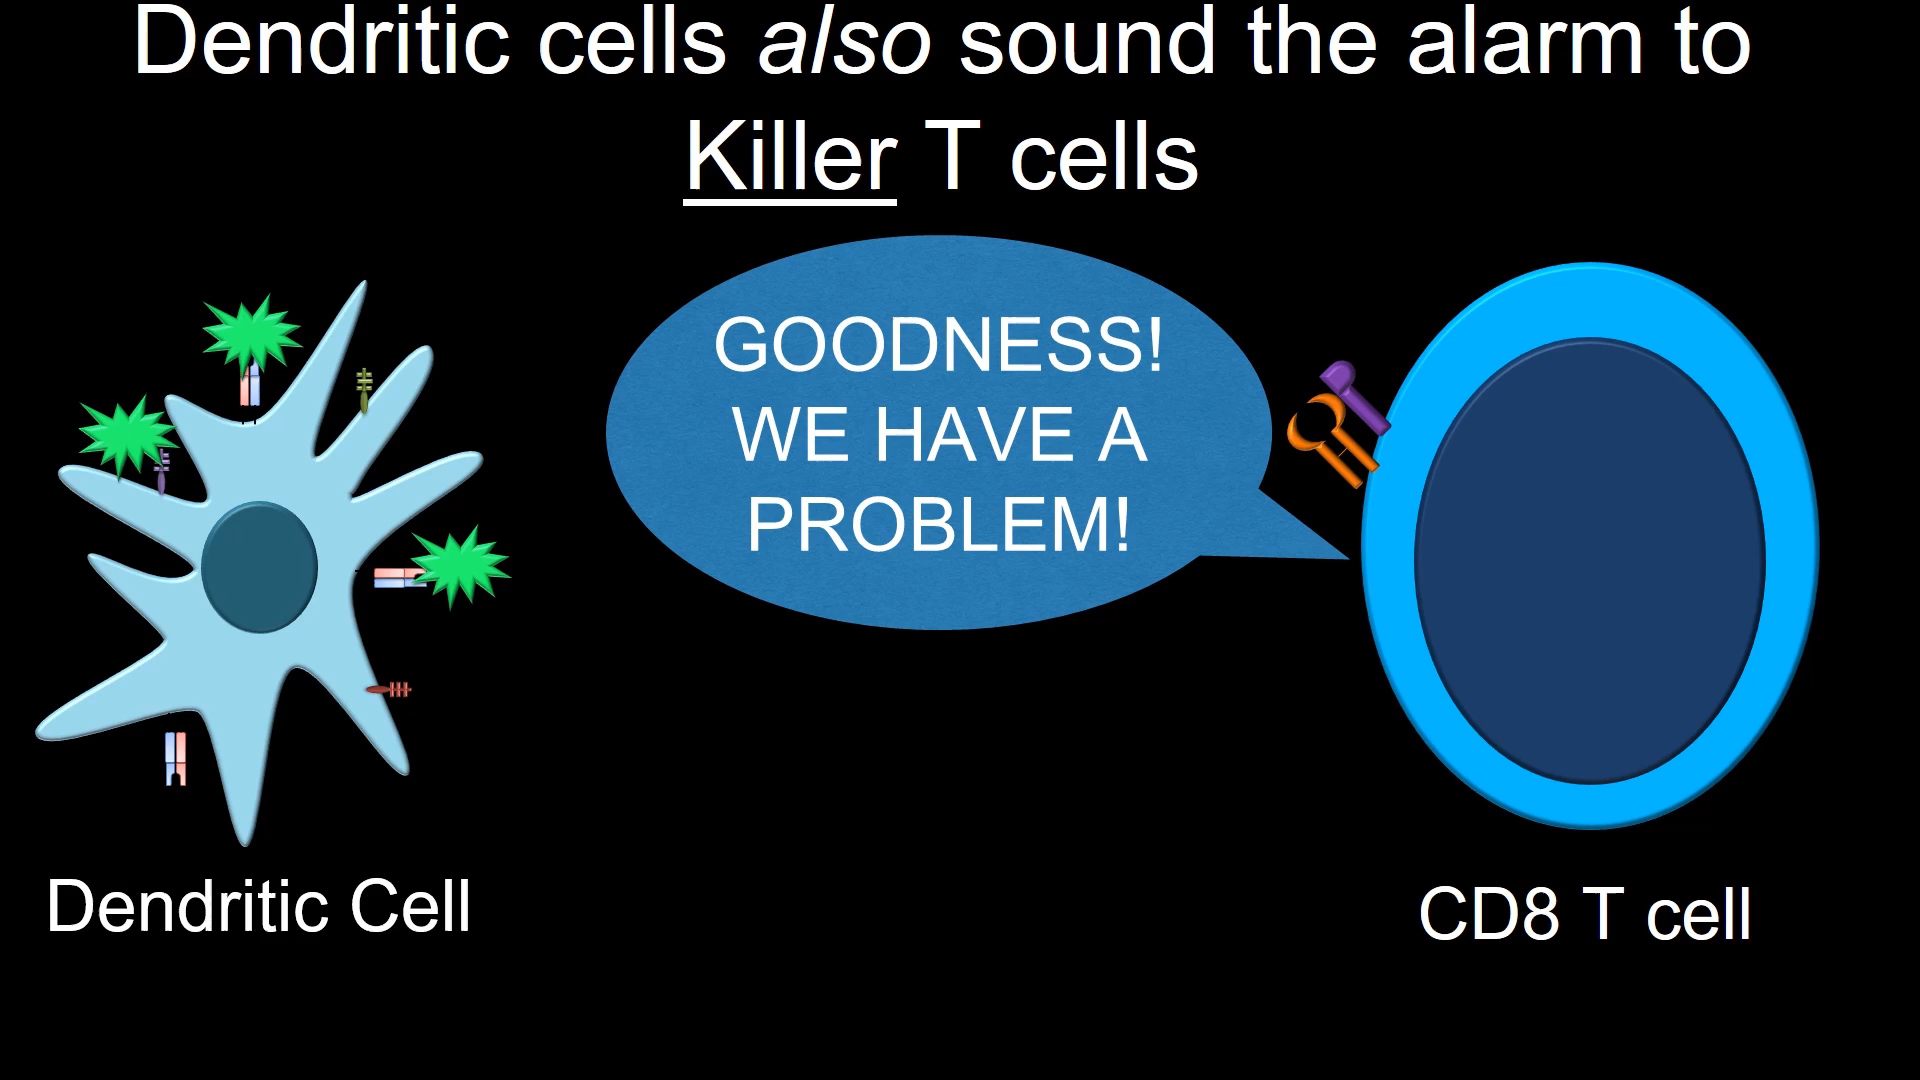 Dendritic cells also sound the alarm to
Killer T cells
GOODNESS!
WE HAVE A
PROBLEM!
Dendritic Cell
CD8 T cell